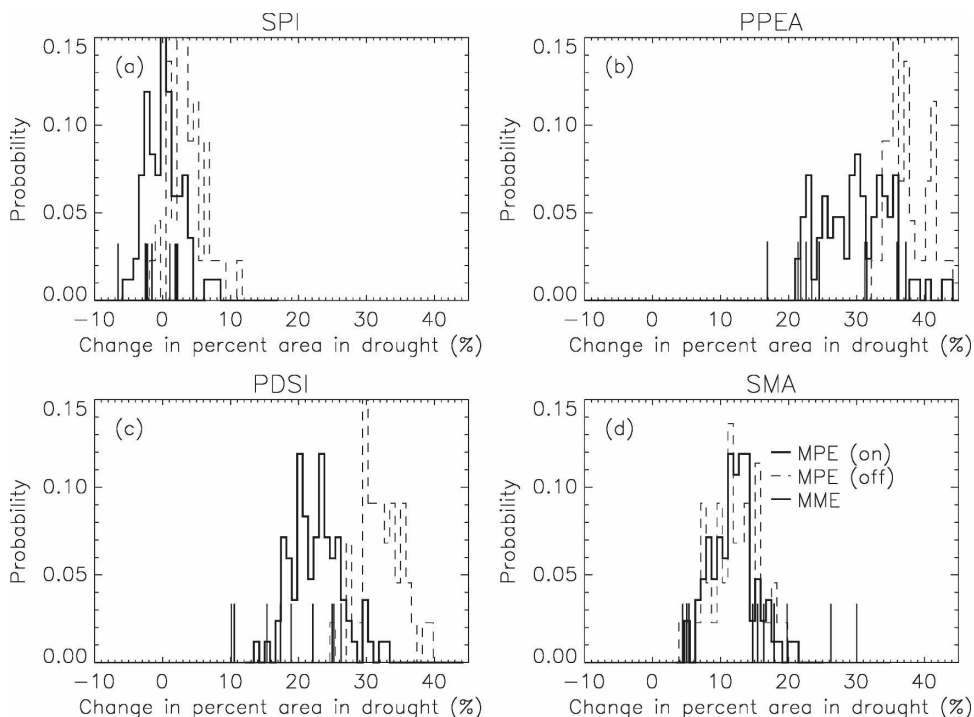 SPI
(a)
0.15
0.10
0.05
0.00
Probability
−10 0 10 20 30 40
Change in percent area in drought (%)
PPEA
(b)
0.15
0.10
0.05
0.00
Probability
−10 0 10 20 30 40
Change in percent area in drought (%)
PDSI
(c)
0.15
0.10
0.05
0.00
Probability
−10 0 10 20 30 40
Change in percent area in drought (%)
SMA
(d)
0.15
0.10
0.05
0.00
Probability
MPE (on)
MPE (off)
MME
−10 0 10 20 30 40
Change in percent area in drought (%)